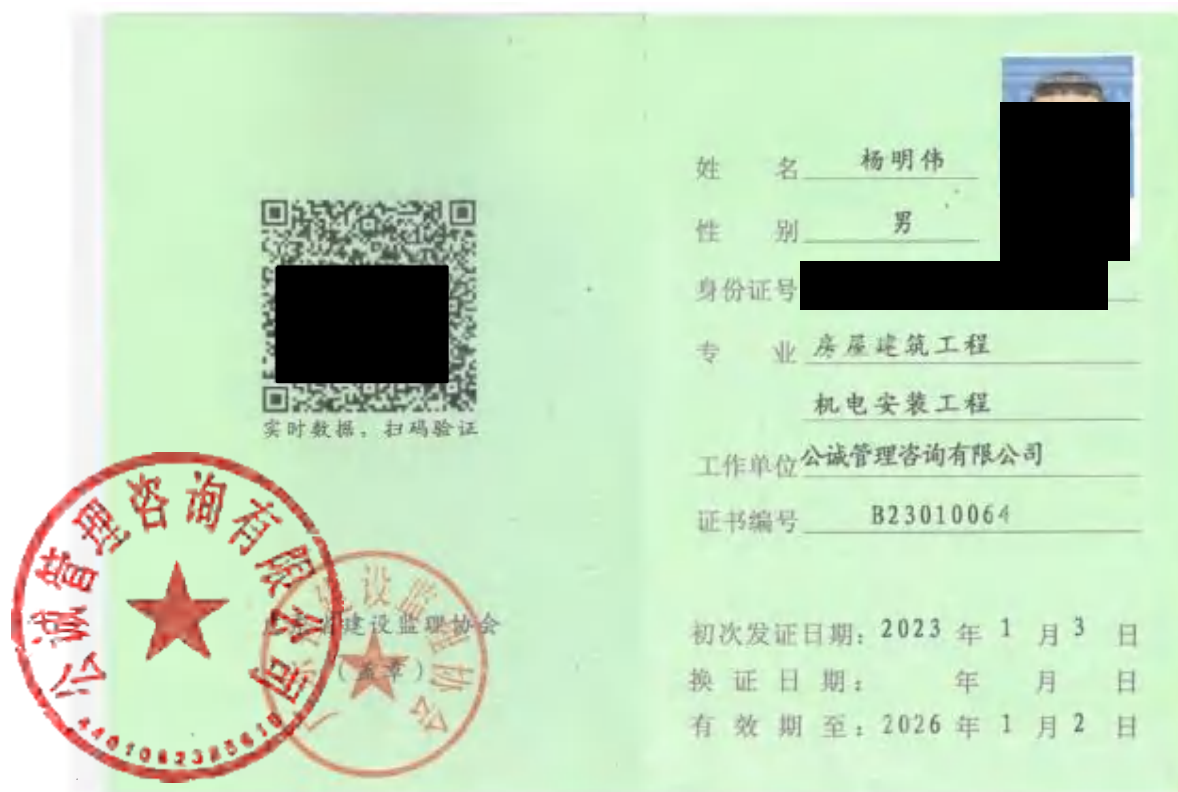 实时数据，扫码验证
公诚管理咨询有限公司
建设监理协会
（盖章）
姓 名 杨明伟
性 别 男
身份证号
专 业 房屋建筑工程
机电安装工程
工作单位 公诚管理咨询有限公司
证书编号 B23010064
初次发证日期：2023 年 1 月 3 日
换 证 日 期： 年 月 日
有 效 期 至：2026 年 1 月 2 日